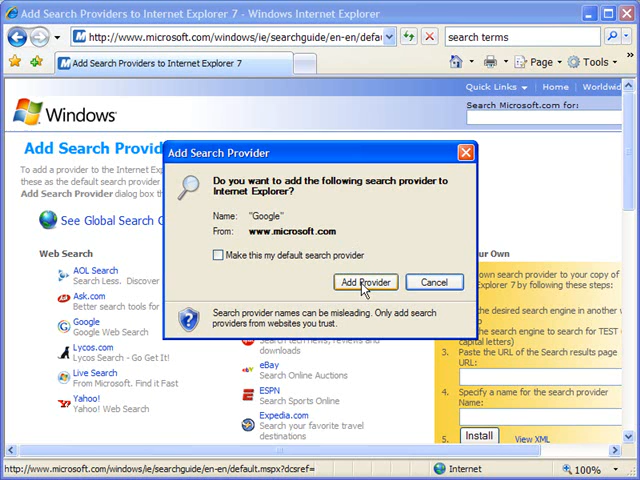 Add Search Providers to Internet Explorer 7 - Windows Internet Explorer
http://www.microsoft.com/windows/ie/searchguide/en-en/defau
search terms
Add Search Providers to Internet Explorer 7
Page
Tools
Quick Links
Home
Worldwid
Windows
Search Microsoft.com for:
Add Search Provid
To add a provider to the Internet Ex
these as the default search provider
Add Search Provider dialog box th
See Global Search G
Web Search
AOL Search
Search Less. Discover
Ask.com
Better search tools for
Google
Google Web Search
Lycos.com
Lycos - Go Get It!
Live Search
From Microsoft. Find it Fast
Yahoo!
Yahoo! Web Search
Add Search Provider
Do you want to add the following search provider to
Internet Explorer?
Name: "Google"
From: www.microsoft.com
Make this my default search provider
Add Provider
Cancel
Search provider names can be misleading. Only add search
providers from websites you trust.
search tech news, reviews and
downloads
eBay
Search Online Auctions
ESPN
Search Sports Online
Expedia.com
Search for your favorite travel
destinations
Your Own
own search provider to your copy of
Explorer 7 by following these steps:
the desired search engine in another w
the search engine to search for TEST (
capital letters)
3. Paste the URL of the Search results page
URL:
4. Specify a name for the search provider
Name:
Install
View XML
http://www.microsoft.com/windows/ie/searchguide/en-en/default.mspx?dcsref=
Internet
100%